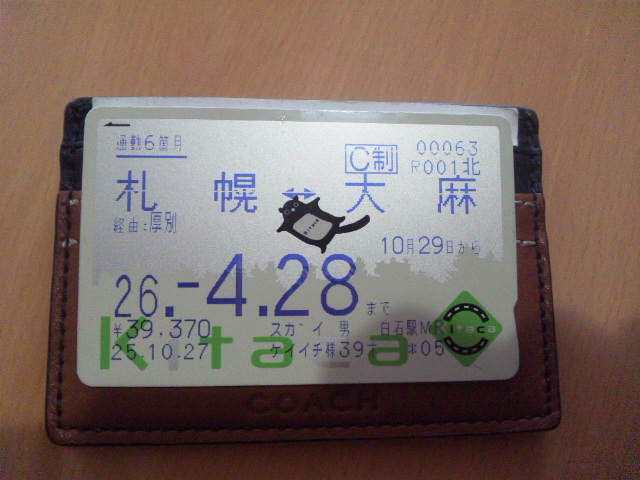 通勤6箇月
C制 00063
R001北
札幌 ↔ 大麻
経由:厚別
Kitaca
10月29日から
26.-4.28まで
¥39,370 スカイ 男 白石駅MR
25.10.27 ケイイチ様39才 05
Kitaca
Kitaca
COACH